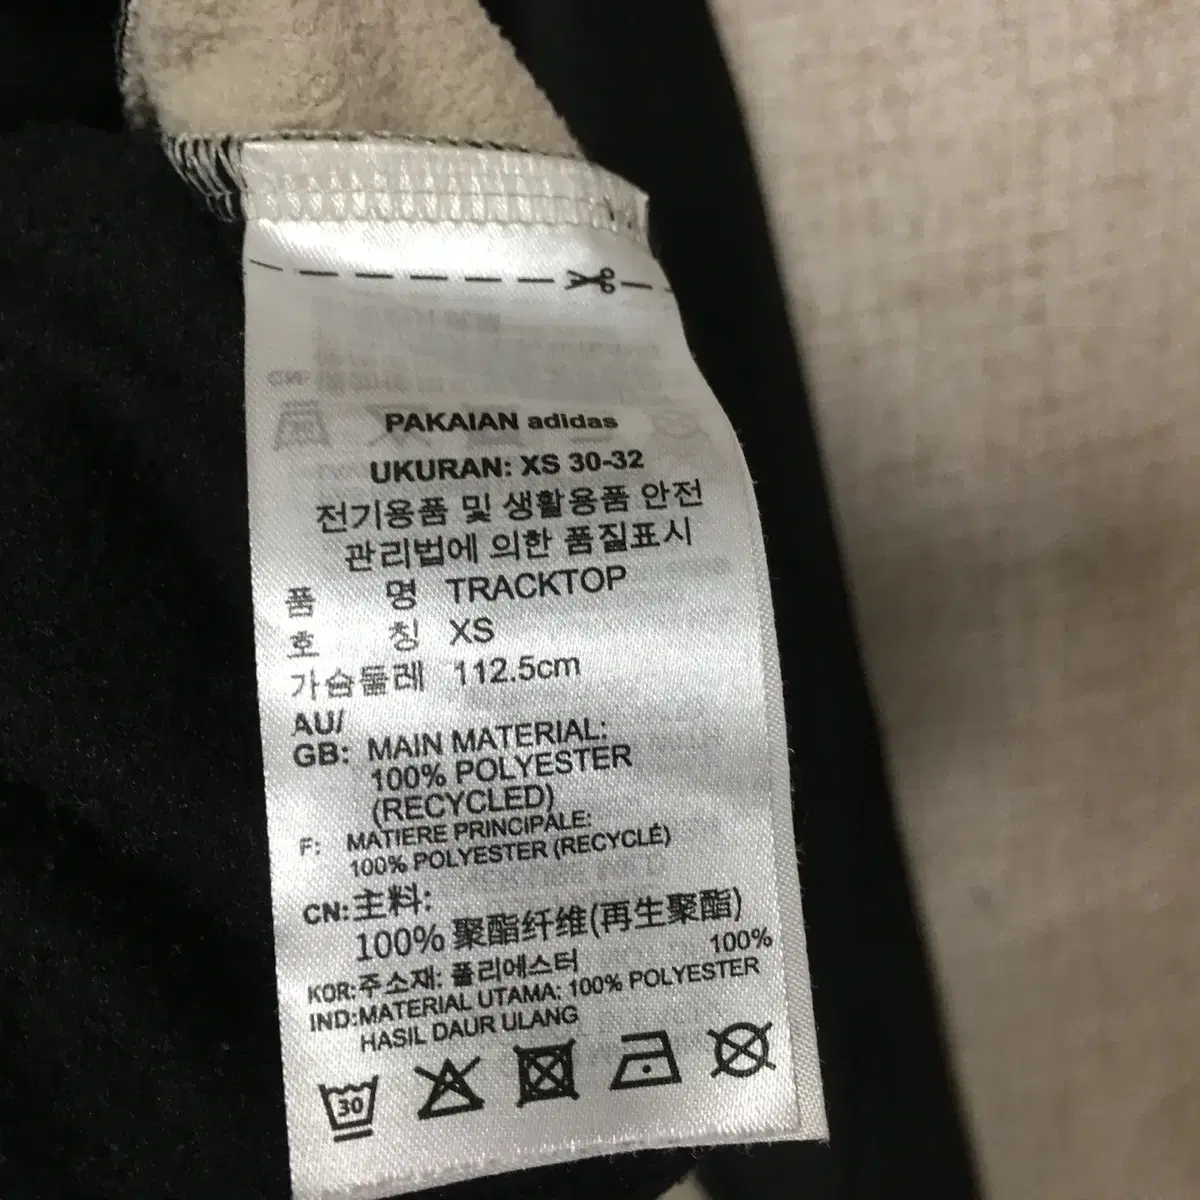 PAKAIAN adidas
UKURAN: XS 30-32
전기용품 및 생활용품 안전
관리법에 의한 품질표시
품 명 TRACKTOP
호 칭 XS
가슴둘레 112.5cm
AU/
GB: MAIN MATERIAL:
100% POLYESTER
(RECYCLED)
F: MATIERE PRINCIPALE:
100% POLYESTER (RECYCLÉ)
CN:主料:
100% 聚酯纤维(再生聚酯)
KOR:주소재: 폴리에스터 100%
IND:MATERIAL UTAMA: 100% POLYESTER
HASIL DAUR ULANG
30